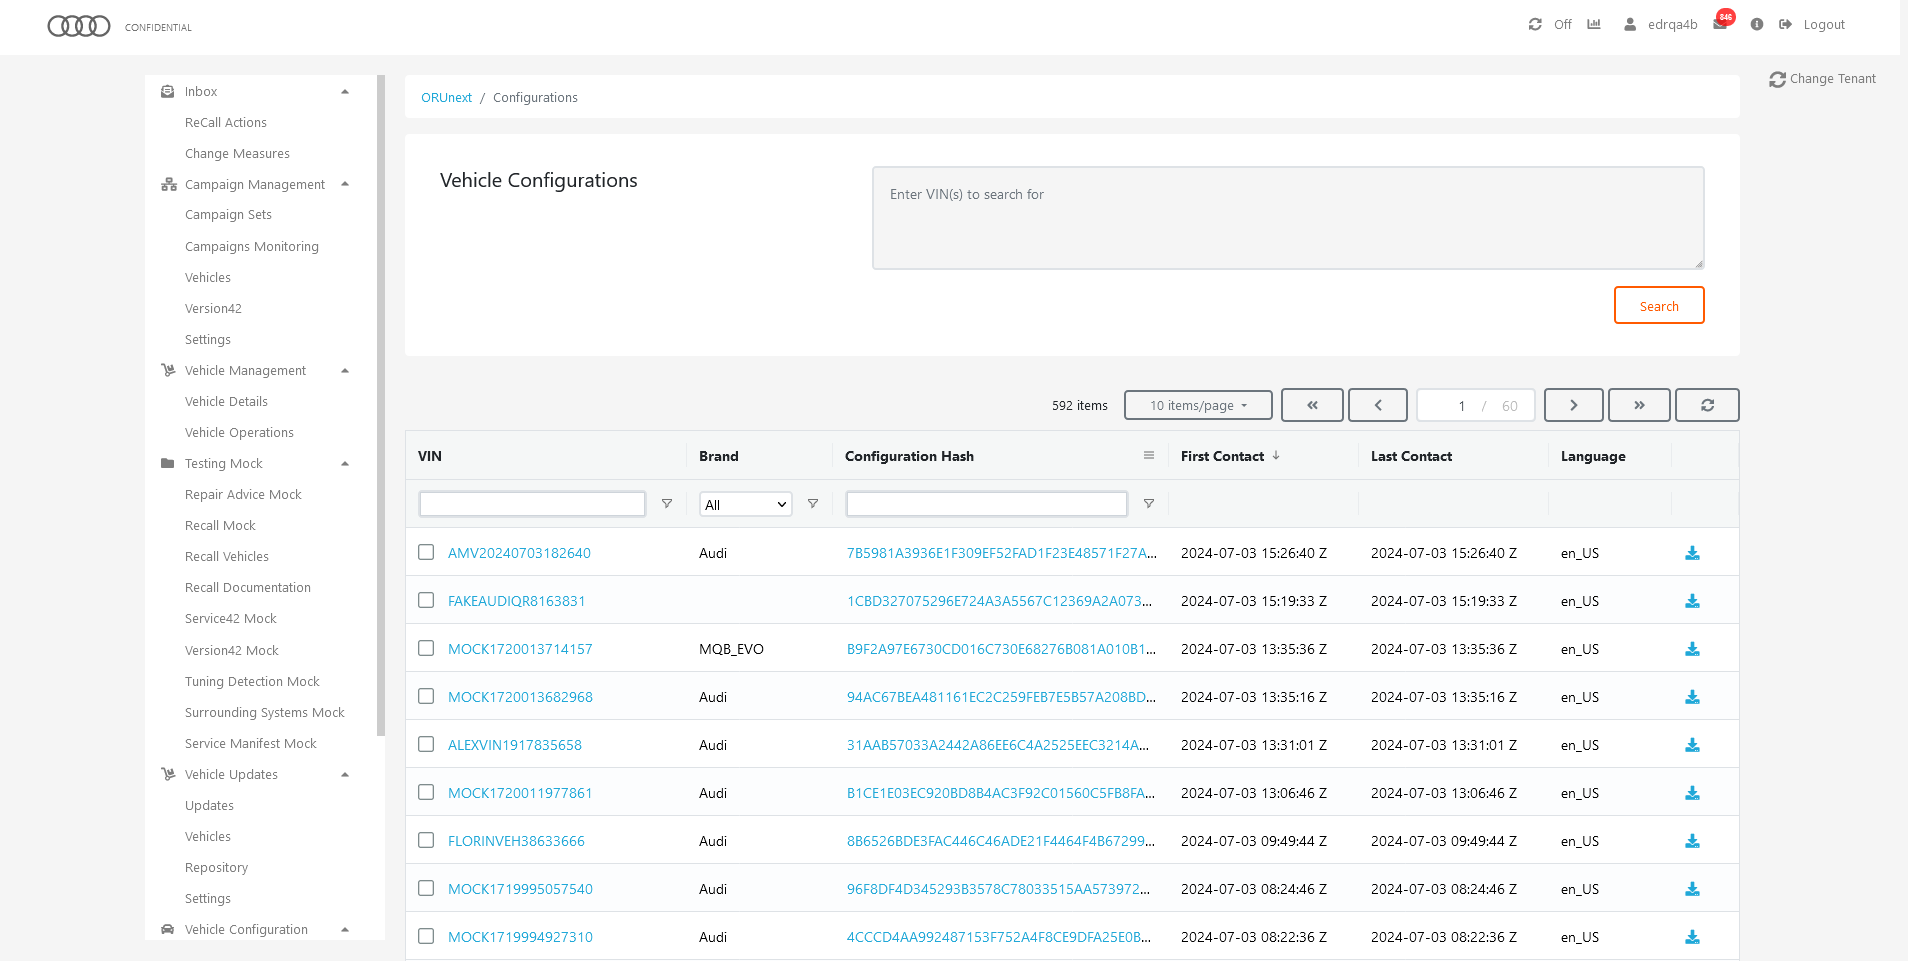 CONFIDENTIAL
Off
edrqa4b
846
Logout
Change Tenant
Inbox
ReCall Actions
Change Measures
Campaign Management
Campaign Sets
Campaigns Monitoring
Vehicles
Version42
Settings
Vehicle Management
Vehicle Details
Vehicle Operations
Testing Mock
Repair Advice Mock
Recall Mock
Recall Vehicles
Recall Documentation
Service42 Mock
Version42 Mock
Tuning Detection Mock
Surrounding Systems Mock
Service Manifest Mock
Vehicle Updates
Updates
Vehicles
Repository
Settings
Vehicle Configuration
ORUnext / Configurations
Vehicle Configurations
Enter VIN(s) to search for
Search
592 items 10 items/page 1 / 60
VIN Brand Configuration Hash First Contact Last Contact Language
All
AMV20240703182640 Audi 7B5981A3936E1F309EF52FAD1F23E48571F27A... 2024-07-03 15:26:40 Z 2024-07-03 15:26:40 Z en_US
FAKEAUDIQR8163831 1CBD327075296E724A3A5567C12369A2A073... 2024-07-03 15:19:33 Z 2024-07-03 15:19:33 Z en_US
MOCK1720013714157 MQB_EVO B9F2A97E6730CD016C730E68276B081A010B1... 2024-07-03 13:35:36 Z 2024-07-03 13:35:36 Z en_US
MOCK1720013682968 Audi 94AC67BEA481161EC2C259FEB7E5B57A208BD... 2024-07-03 13:35:16 Z 2024-07-03 13:35:16 Z en_US
ALEXVIN1917835658 Audi 31AAB57033A2442A86EE6C4A2525EEC3214A... 2024-07-03 13:31:01 Z 2024-07-03 13:31:01 Z en_US
MOCK1720011977861 Audi B1CE1E03EC920BD8B4AC3F92C01560C5FB8FA... 2024-07-03 13:06:46 Z 2024-07-03 13:06:46 Z en_US
FLORINVEH38633666 Audi 8B6526BDE3FAC446C46ADE21F4464F4B67299... 2024-07-03 09:49:44 Z 2024-07-03 09:49:44 Z en_US
MOCK1719995057540 Audi 96F8DF4D345293B3578C78033515AA573972... 2024-07-03 08:24:46 Z 2024-07-03 08:24:46 Z en_US
MOCK1719994927310 Audi 4CCCD4AA992487153F752A4F8CE9DFA25E0B... 2024-07-03 08:22:36 Z 2024-07-03 08:22:36 Z en_US